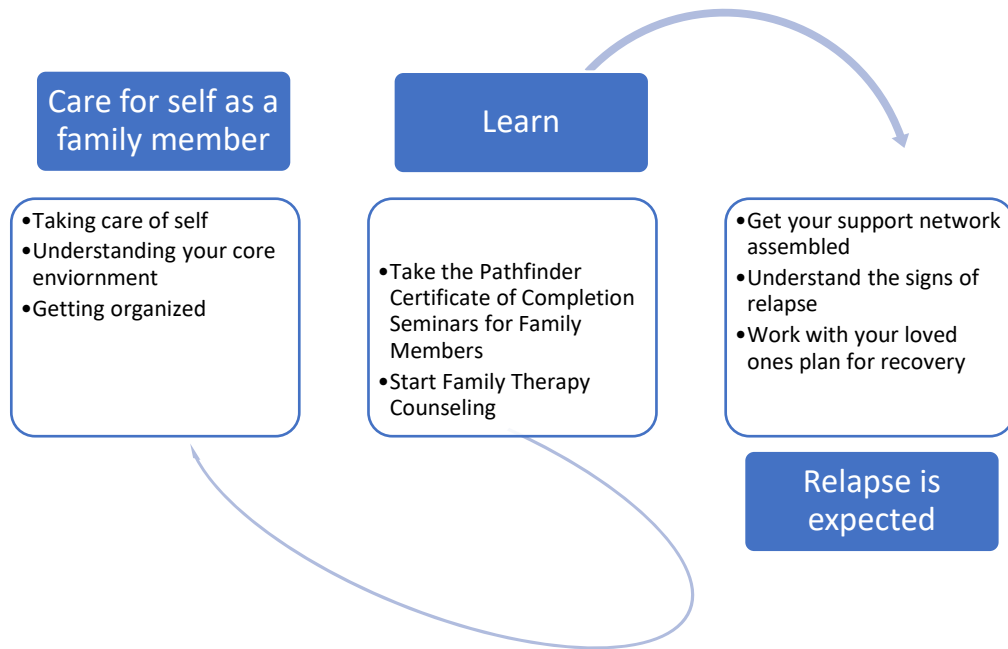 Care for self as a
family member
•Taking care of self
•Understanding your core
enviornment
•Getting organized
Learn
•Take the Pathfinder
Certificate of Completion
Seminars for Family
Members
•Start Family Therapy
Counseling
•Get your support network
assembled
•Understand the signs of
relapse
•Work with your loved
ones plan for recovery
Relapse is
expected